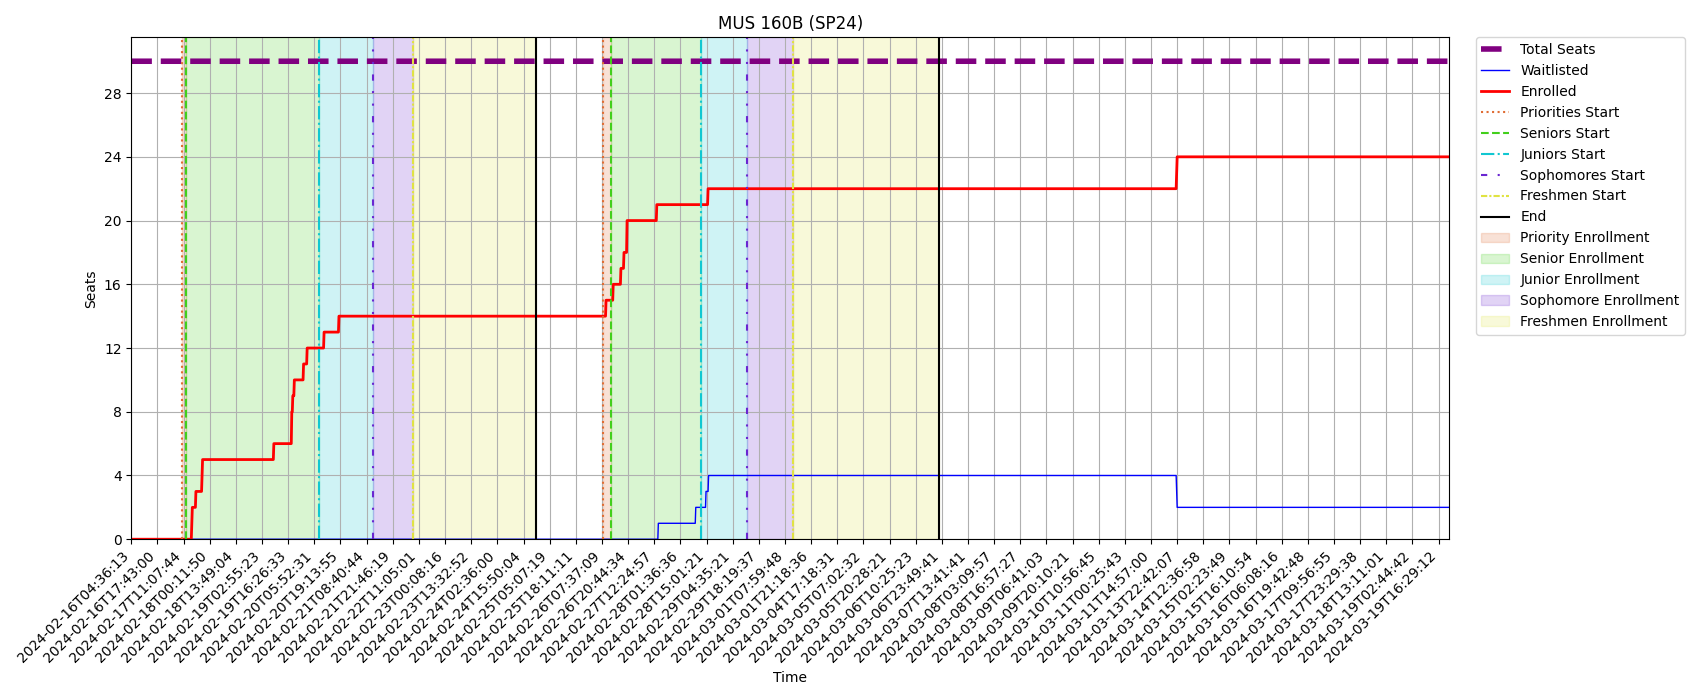 MUS 160B (SP24)
Total Seats
Waitlisted
Enrolled
Priorities Start
Seniors Start
Juniors Start
Sophomores Start
Freshmen Start
End
Priority Enrollment
Senior Enrollment
Junior Enrollment
Sophomore Enrollment
Freshmen Enrollment
Seats
28
24
20
16
12
8
4
0
2024-02-16T04:36:13
2024-02-16T17:43:00
2024-02-17T11:07:44
2024-02-18T00:11:50
2024-02-18T13:49:04
2024-02-19T02:55:23
2024-02-19T16:26:33
2024-02-20T05:52:31
2024-02-20T19:13:55
2024-02-21T08:40:44
2024-02-21T21:46:19
2024-02-22T11:05:01
2024-02-23T00:08:16
2024-02-23T13:32:52
2024-02-24T02:36:00
2024-02-24T15:50:04
2024-02-25T05:07:19
2024-02-25T18:11:11
2024-02-26T07:37:09
2024-02-26T20:44:34
2024-02-27T12:24:57
2024-02-28T01:36:36
2024-02-28T15:01:21
2024-02-29T04:35:21
2024-02-29T18:19:37
2024-03-01T07:59:48
2024-03-01T21:18:36
2024-03-04T17:18:31
2024-03-05T07:02:32
2024-03-05T20:28:21
2024-03-06T10:25:23
2024-03-06T23:49:41
2024-03-07T13:41:41
2024-03-08T03:09:57
2024-03-08T16:57:27
2024-03-09T06:41:03
2024-03-09T20:10:21
2024-03-10T10:56:45
2024-03-11T00:25:43
2024-03-11T14:57:00
2024-03-13T22:42:07
2024-03-14T12:36:58
2024-03-15T02:23:49
2024-03-15T16:10:54
2024-03-16T06:08:16
2024-03-16T19:42:48
2024-03-17T09:56:55
2024-03-17T23:29:38
2024-03-18T13:11:01
2024-03-19T02:44:42
2024-03-19T16:29:12
Time